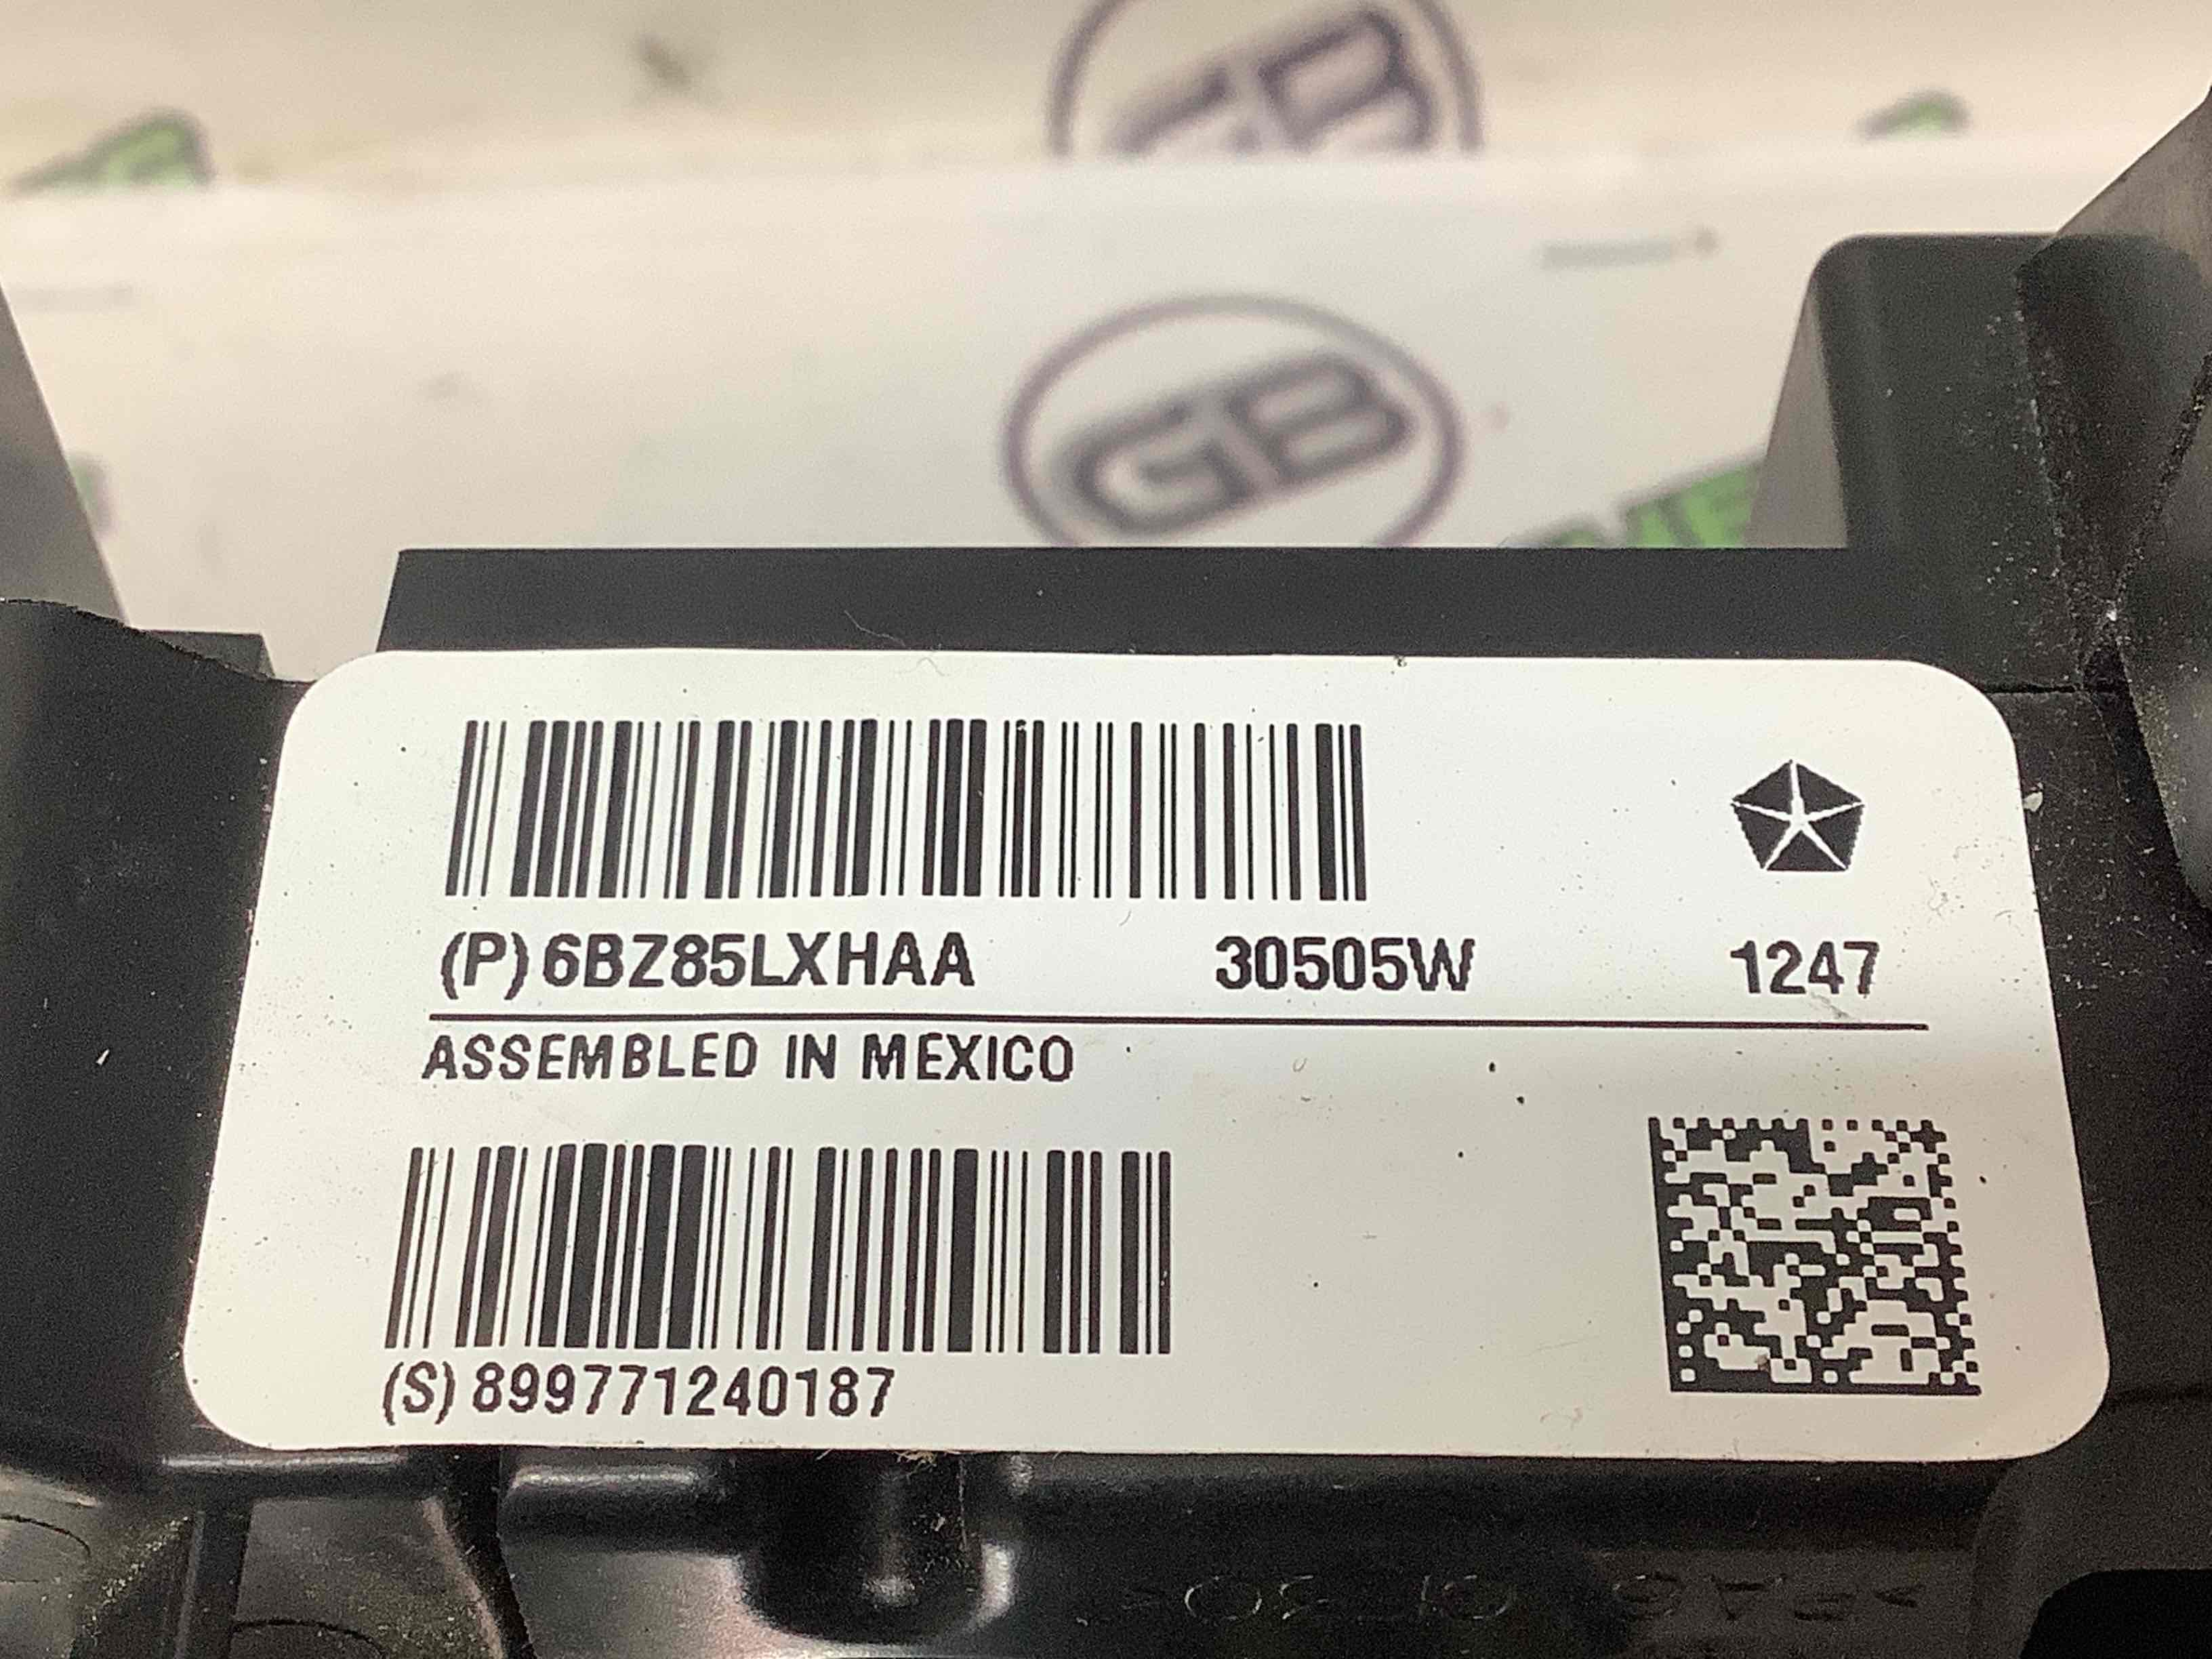 GB
GB
(P) 6BZ85LXHAA 30505W 1247
ASSEMBLED IN MEXICO
(S) 899771240187